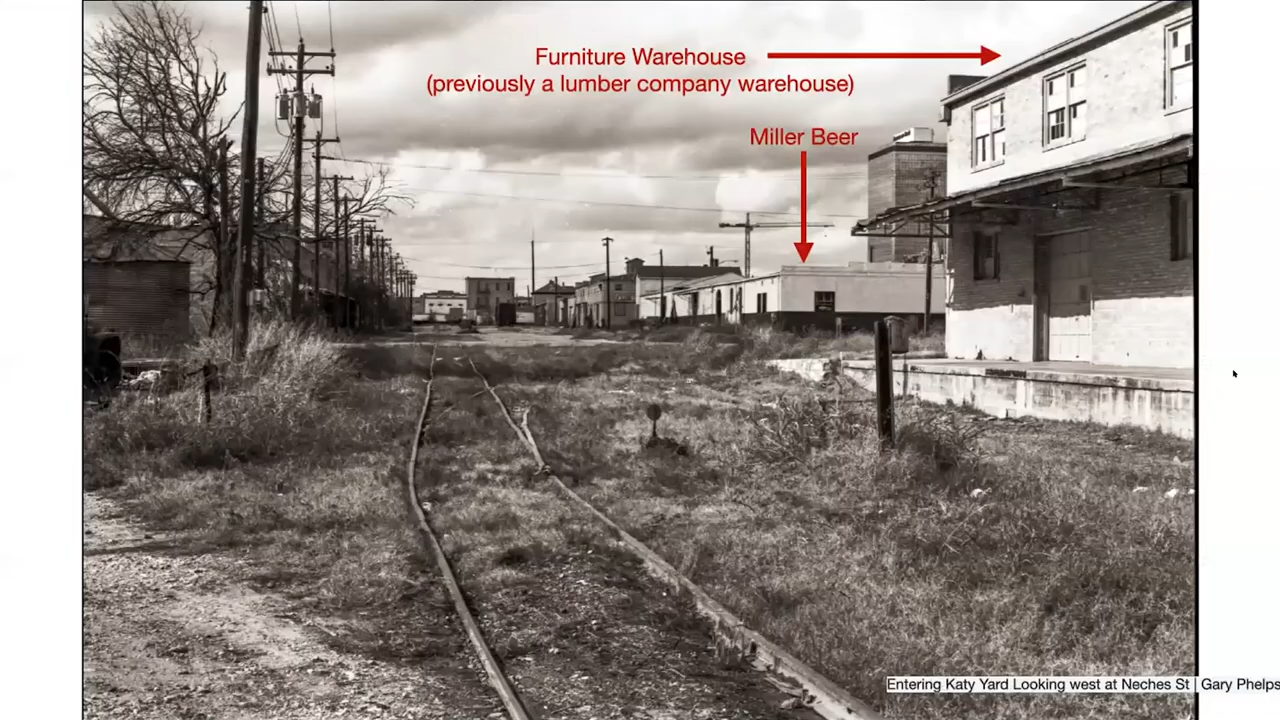 Furniture Warehouse
(previously a lumber company warehouse)
Miller Beer
Entering Katy Yard Looking west at Neches St | Gary Phelps